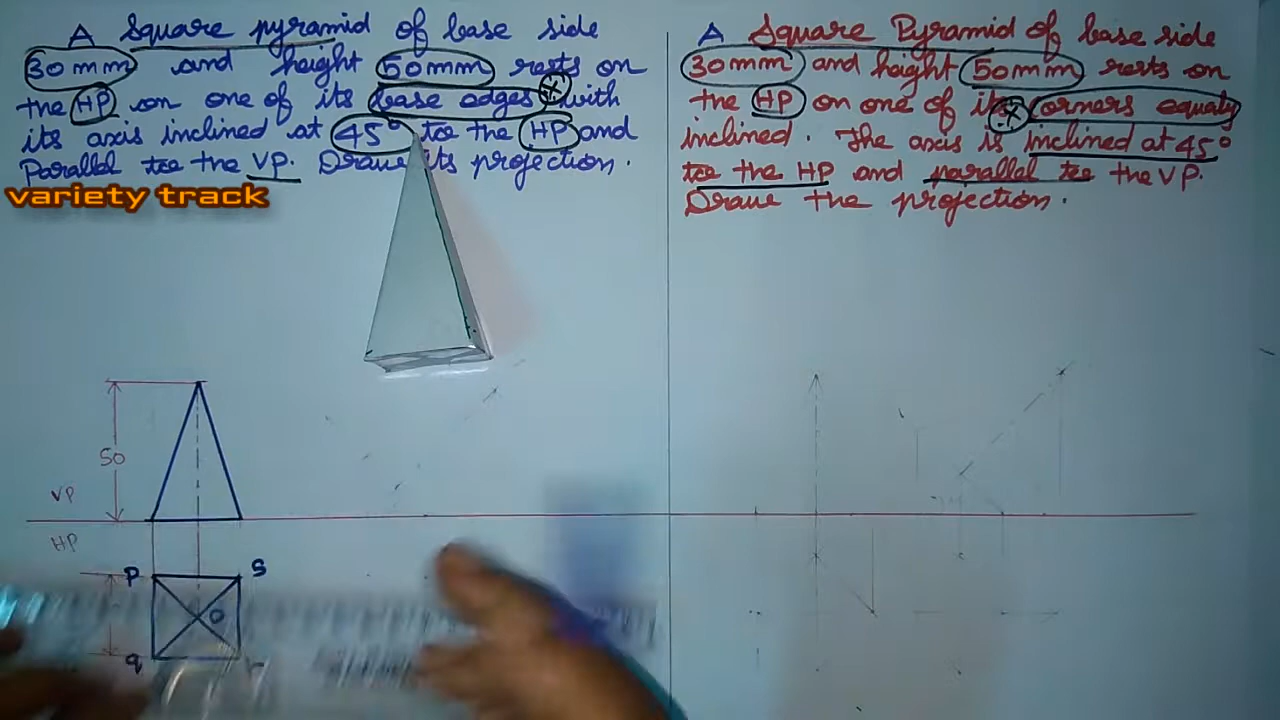 A Square pyramid of base side
30mm and height 50mm rests on
the HP on one of its base edges with
its axis inclined at 45° to the HP and
Parallel to the VP. Draw its projection.
variety track
A Square Pyramid of base side
30mm and height 50mm rests on
the HP on one of its corners equaly
inclined. The axis is inclined at 45°
to the HP and parallel to the VP.
Draw the projection.
50
VP
HP
P s
O
q r